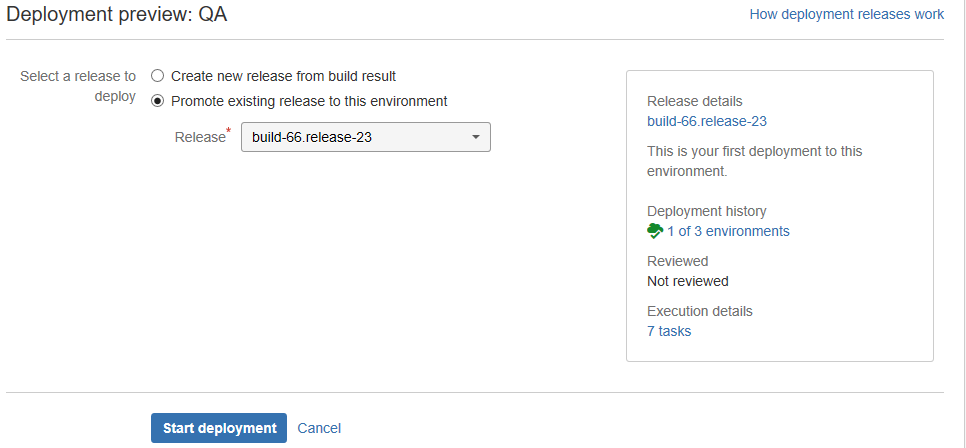 Deployment preview: QA
How deployment releases work
Select a release to
deploy
Create new release from build result
Promote existing release to this environment
Release*
build-66.release-23
Release details
build-66.release-23
This is your first deployment to this
environment.
Deployment history
1 of 3 environments
Reviewed
Not reviewed
Execution details
7 tasks
Start deployment
Cancel